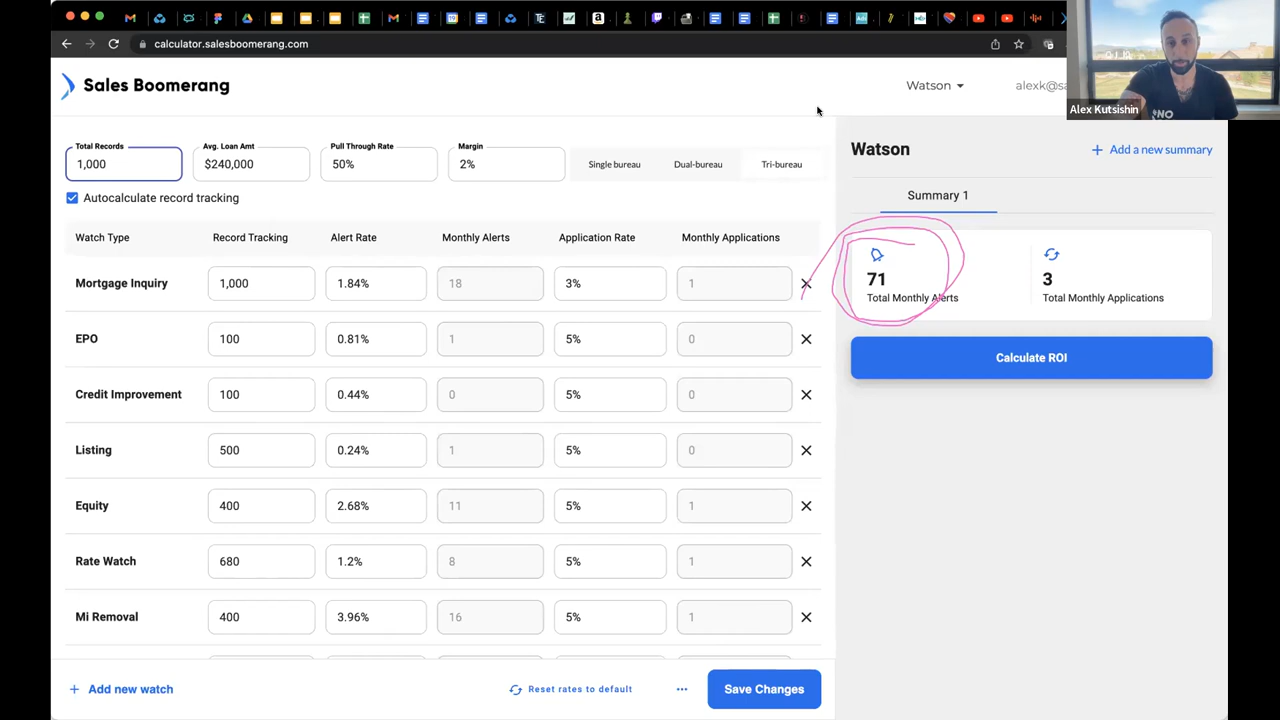 calculator.salesboomerang.com
Sales Boomerang
Watson
alexk@sa
Alex Kutsishin
Total Records
1,000
Avg. Loan Amt
$240,000
Pull Through Rate
50%
Margin
2%
Single bureau Dual-bureau Tri-bureau
Autocalculate record tracking
Watch Type Record Tracking Alert Rate Monthly Alerts Application Rate Monthly Applications
Mortgage Inquiry 1,000 1.84% 18 3% 1
EPO 100 0.81% 1 5% 0
Credit Improvement 100 0.44% 0 5% 0
Listing 500 0.24% 1 5% 0
Equity 400 2.68% 11 5% 1
Rate Watch 680 1.2% 8 5% 1
Mi Removal 400 3.96% 16 5% 1
+ Add new watch
Reset rates to default
Save Changes
Watson
+ Add a new summary
Summary 1
71
Total Monthly Alerts
3
Total Monthly Applications
Calculate ROI